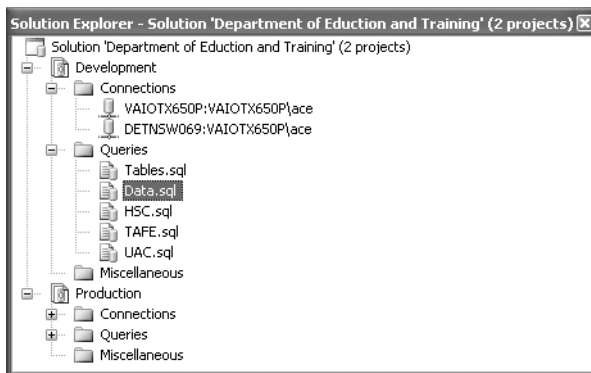 Solution Explorer - Solution 'Department of Eduction and Training' (2 projects)
Solution 'Department of Eduction and Training' (2 projects)
Development
Connections
VAIOTX650P:VAIOTX650P\ace
DETNSW069:VAIOTX650P\ace
Queries
Tables.sql
Data.sql
HSC.sql
TAFE.sql
UAC.sql
Miscellaneous
Production
Connections
Queries
Miscellaneous